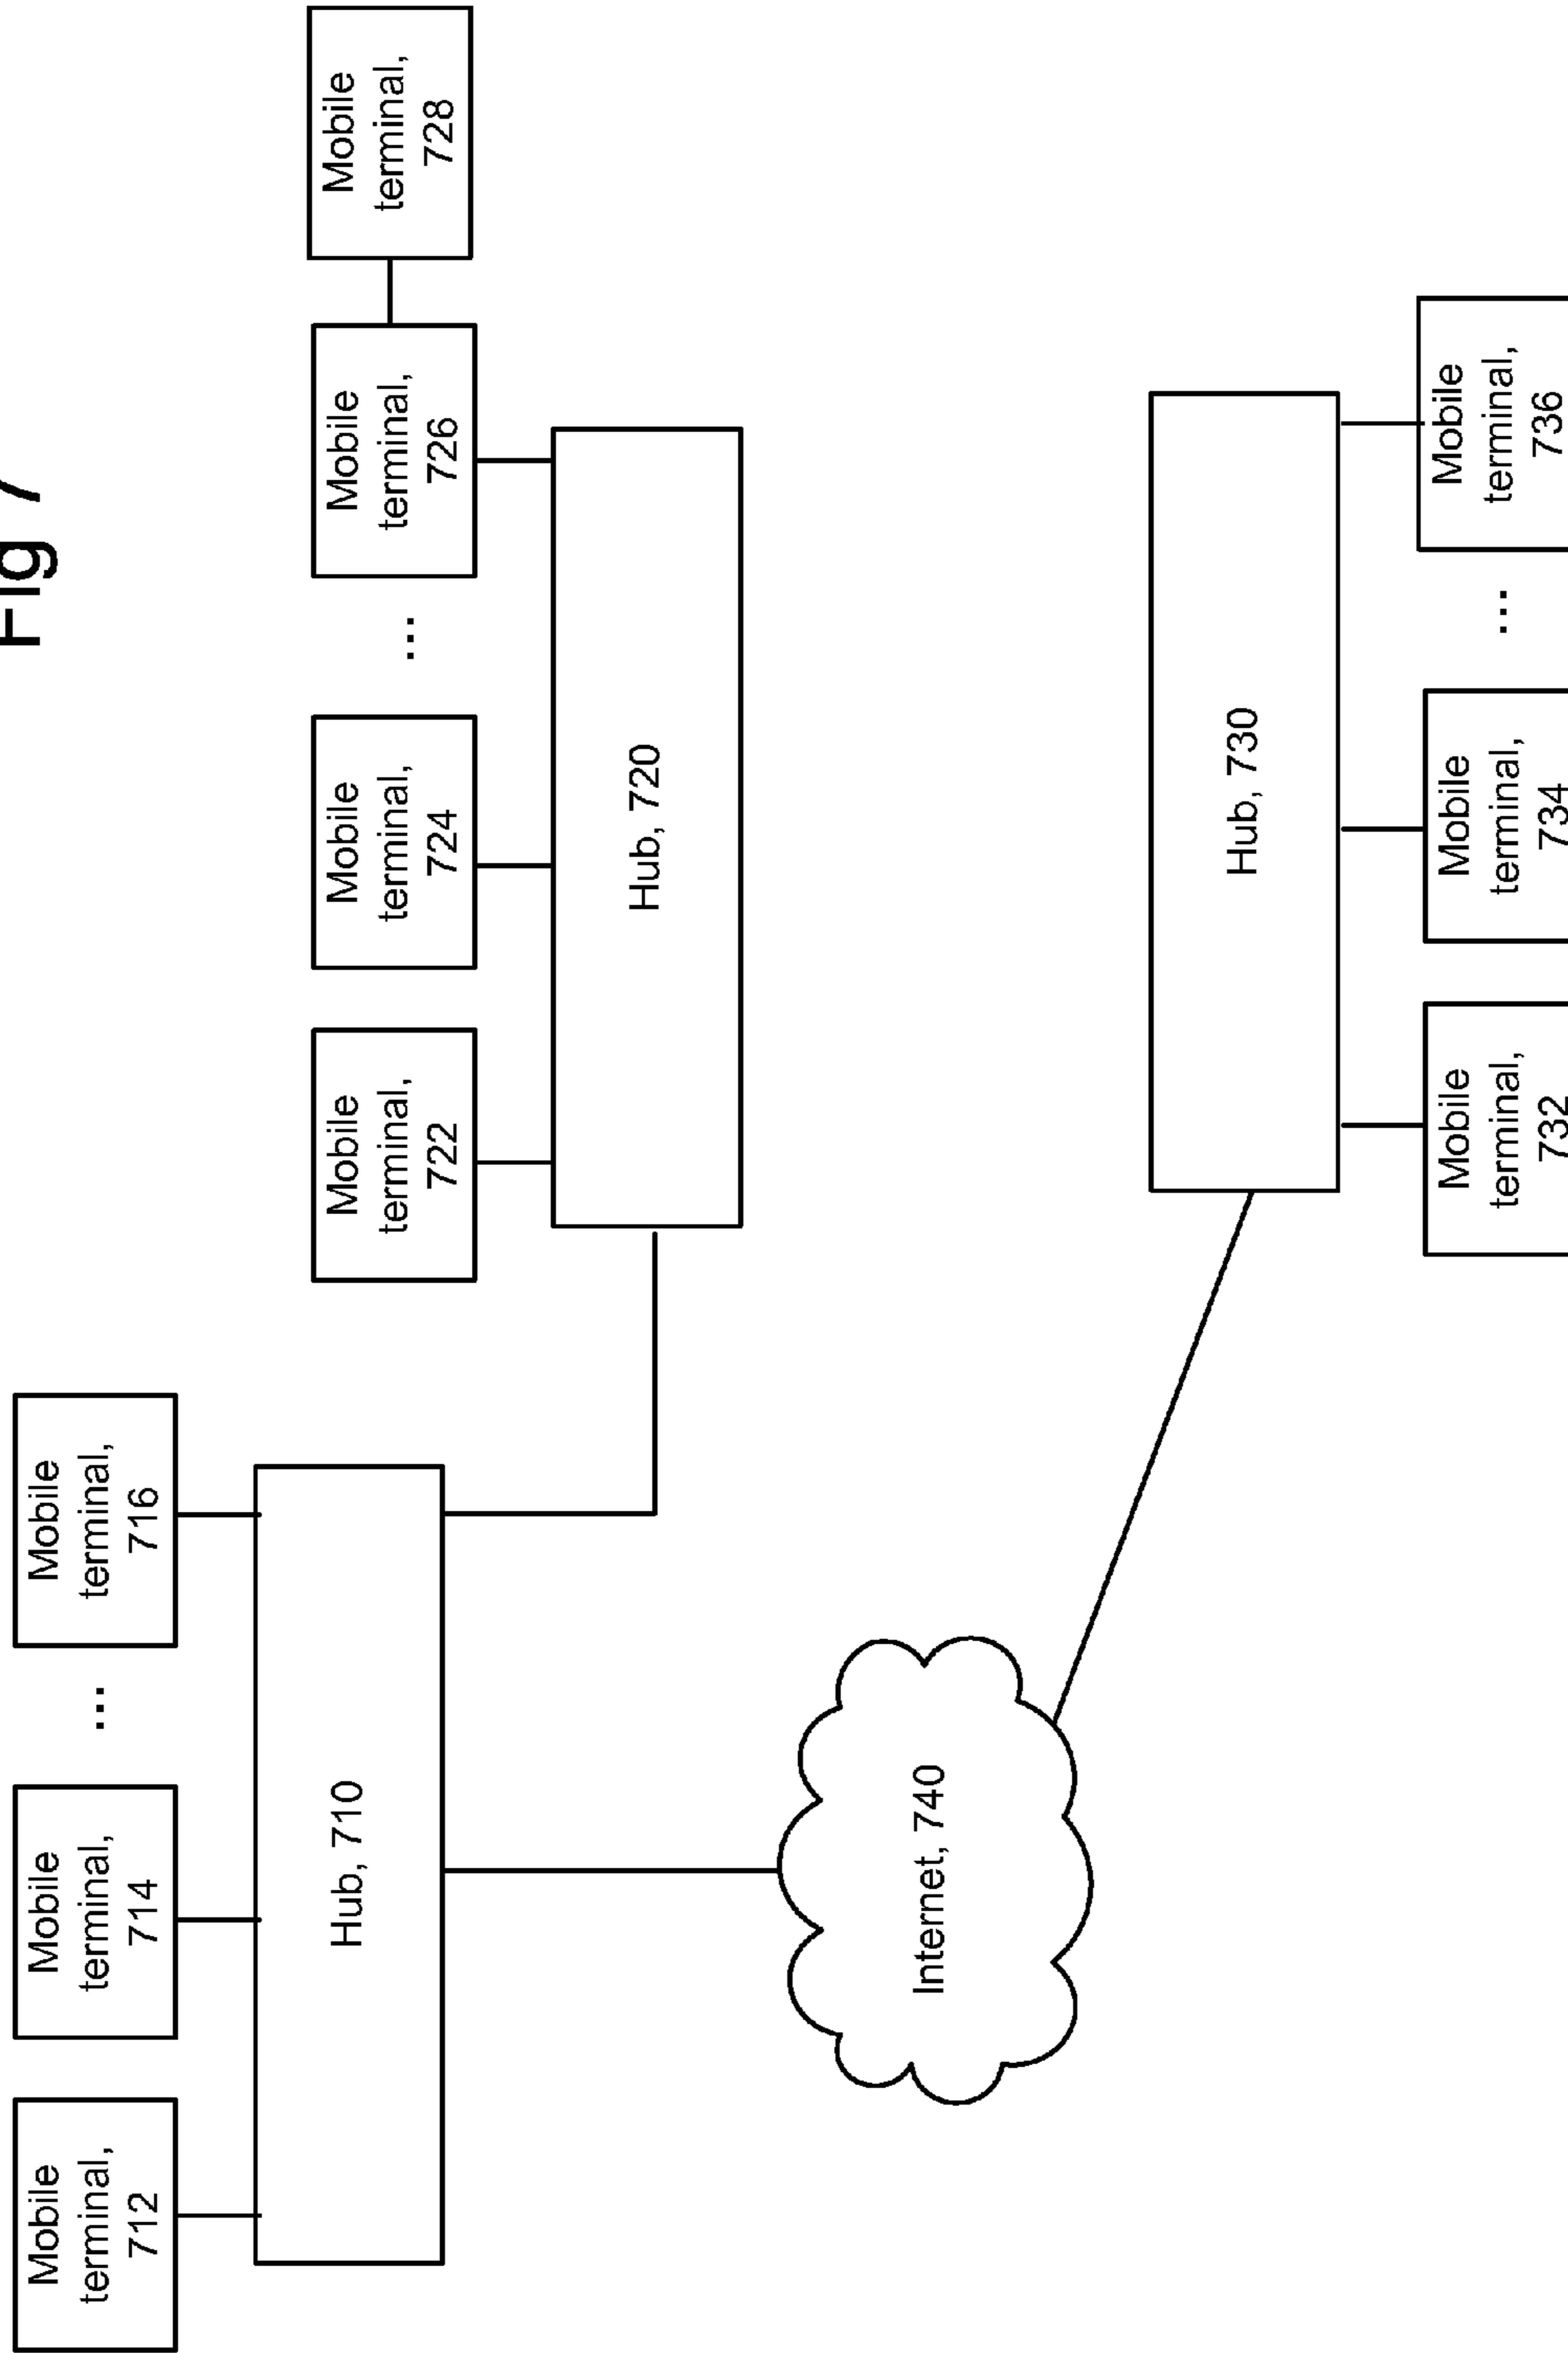 Fig 7
Mobile
terminal,
712
Mobile
terminal,
714
...
Mobile
terminal,
716
Hub, 710
Mobile
terminal,
722
Mobile
terminal,
724
...
Mobile
terminal,
726
Mobile
terminal,
728
Hub, 720
Internet, 740
Hub, 730
Mobile
terminal,
732
Mobile
terminal,
734
...
Mobile
terminal,
736